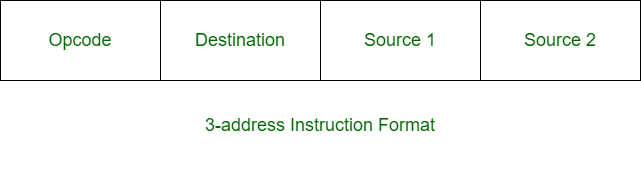 Opcode Destination Source 1 Source 2
3-address Instruction Format